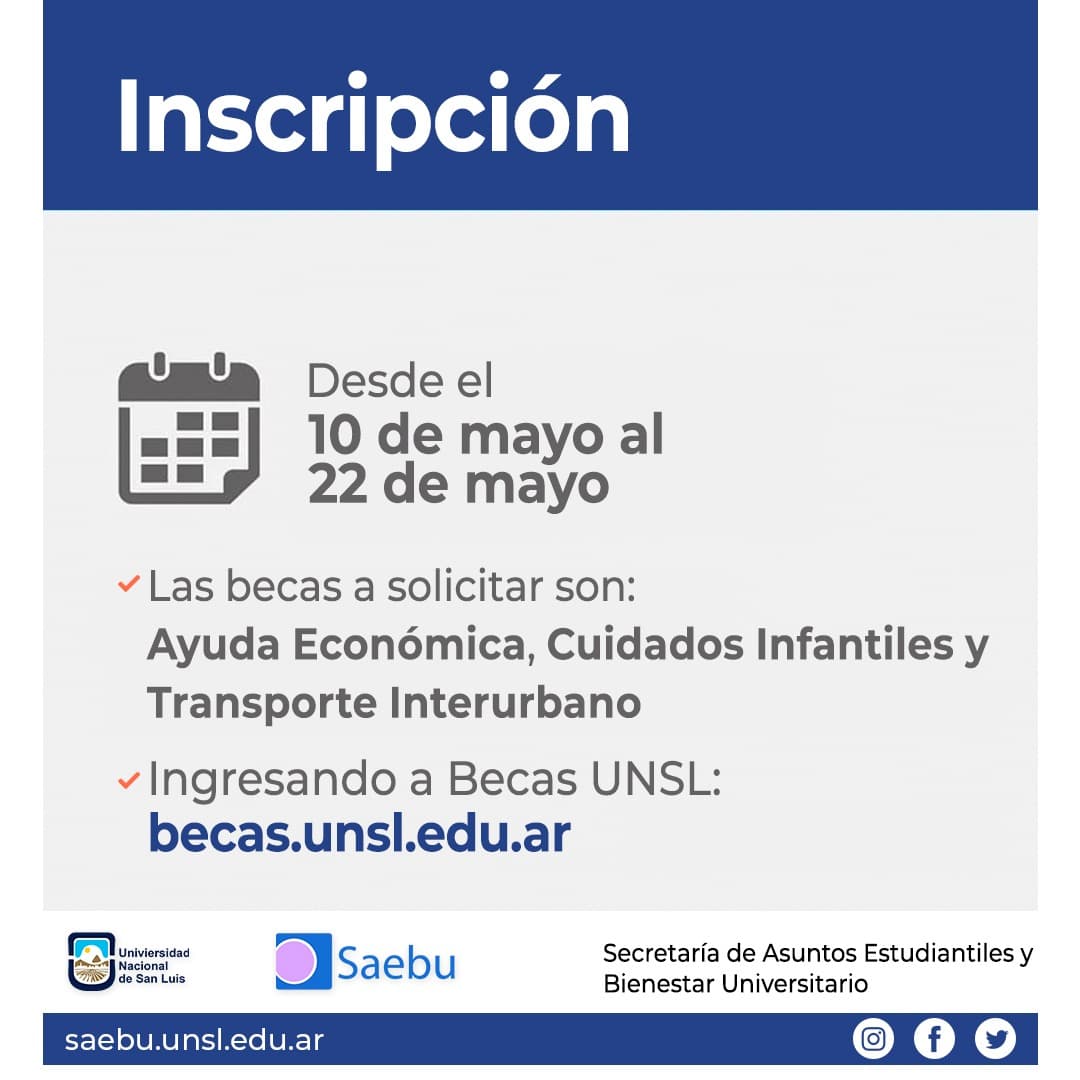 Inscripción
Desde el
10 de mayo al
22 de mayo
Las becas a solicitar son:
Ayuda Económica, Cuidados Infantiles y
Transporte Interurbano
Ingresando a Becas UNSL:
becas.unsl.edu.ar
Univiersidad
Nacional
de San Luis
Saebu
Secretaría de Asuntos Estudiantiles y
Bienestar Universitario
saebu.unsl.edu.ar